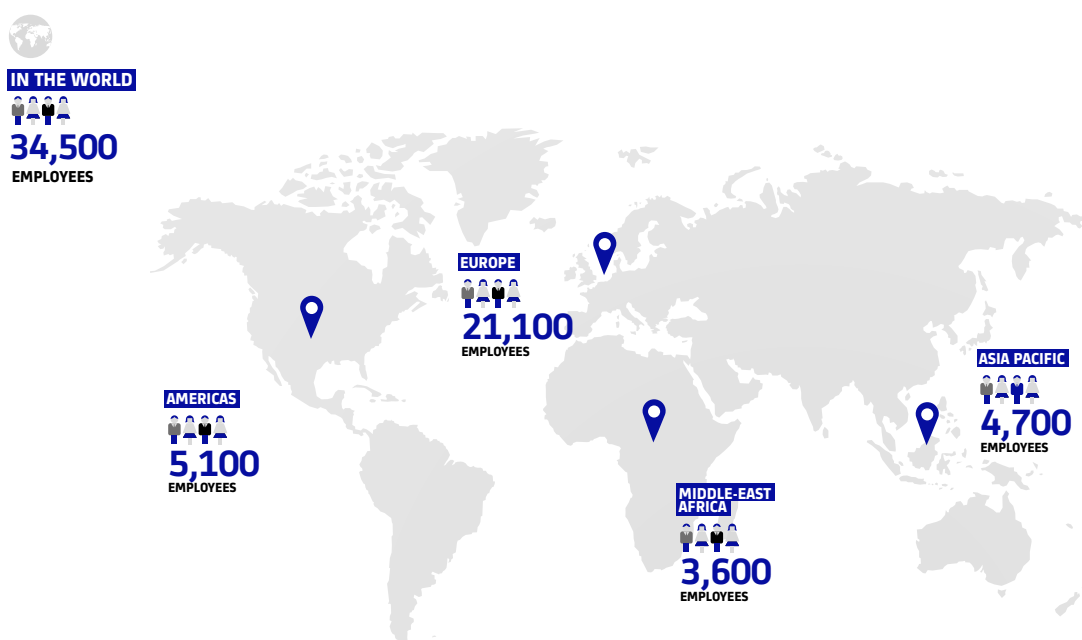 IN THE WORLD
34,500
EMPLOYEES
EUROPE
21,100
EMPLOYEES
AMERICAS
5,100
EMPLOYEES
ASIA PACIFIC
4,700
EMPLOYEES
MIDDLE-EAST
AFRICA
3,600
EMPLOYEES